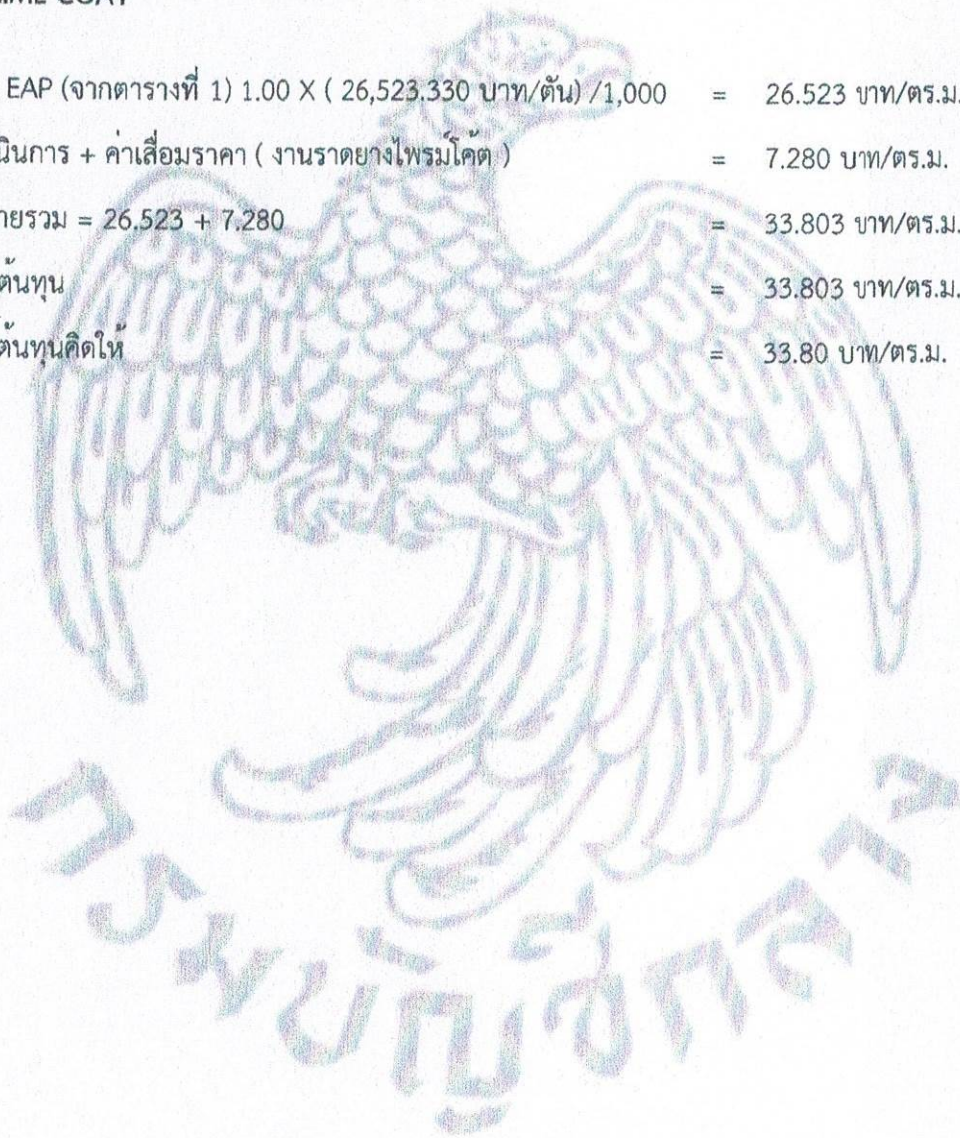 EAP (จากตารางที่ 1) 1.00 X ( 26,523.330 บาท/ตัน) /1,000 = 26.523 บาท/ตร.ม.
นินการ + ค่าเสื่อมราคา ( งานราดยางไพรมโค้ต ) = 7.280 บาท/ตร.ม.
ายรวม = 26.523 + 7.280 = 33.803 บาท/ตร.ม.
ต้นทุน = 33.803 บาท/ตร.ม.
ต้นทุนคิดให้ = 33.80 บาท/ตร.ม.
กรมบัญชีกลาง